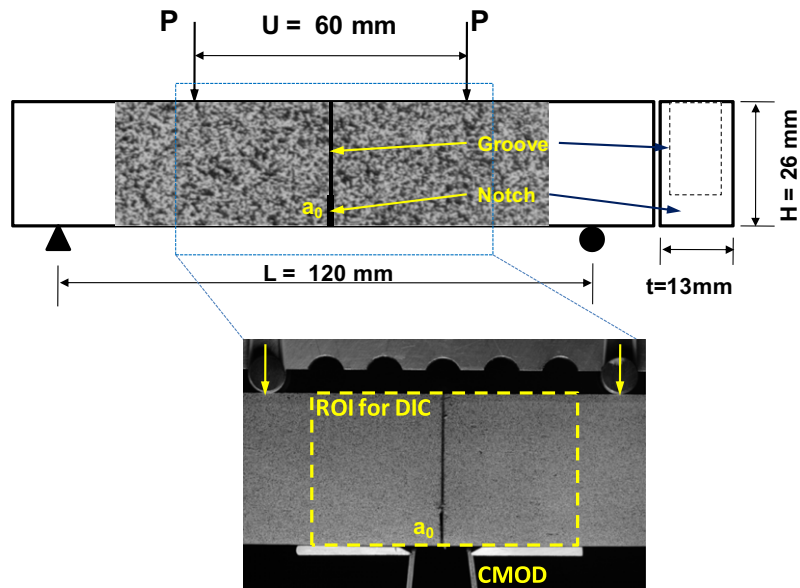 P
P
U = 60 mm
Groove
Notch
a0
H = 26 mm
L = 120 mm
t=13mm
ROI for DIC
a0
CMOD